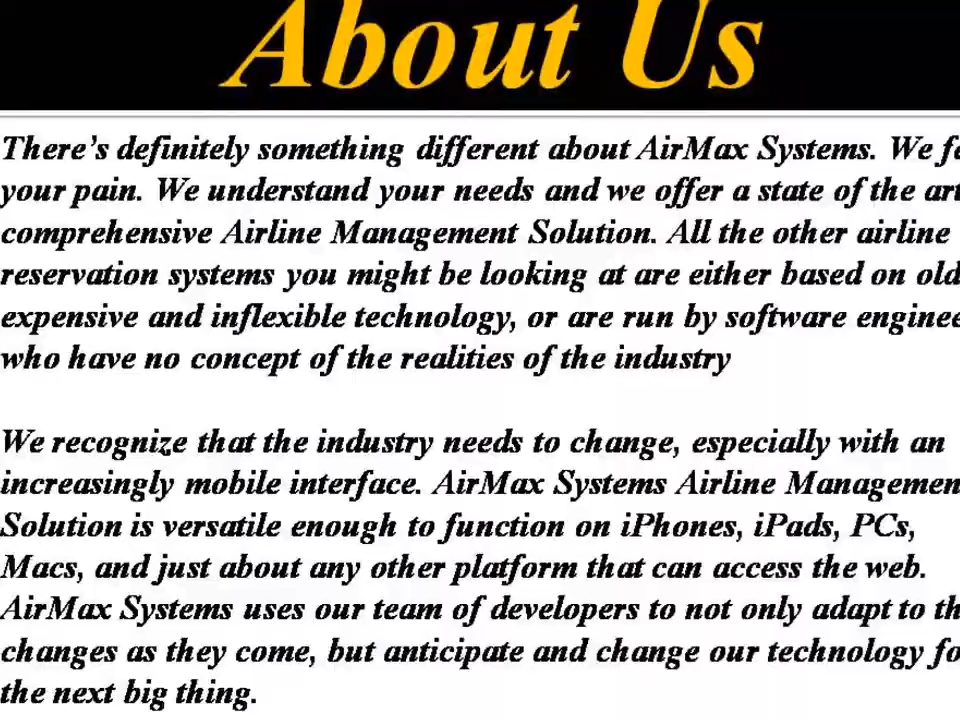 About Us
There's definitely something different about AirMax Systems. We fe
your pain. We understand your needs and we offer a state of the art
comprehensive Airline Management Solution. All the other airline
reservation systems you might be looking at are either based on old
expensive and inflexible technology, or are run by software enginee
who have no concept of the realities of the industry
We recognize that the industry needs to change, especially with an
increasingly mobile interface. AirMax Systems Airline Managemen
Solution is versatile enough to function on iPhones, iPads, PCs,
Macs, and just about any other platform that can access the web.
AirMax Systems uses our team of developers to not only adapt to th
changes as they come, but anticipate and change our technology fo
the next big thing.